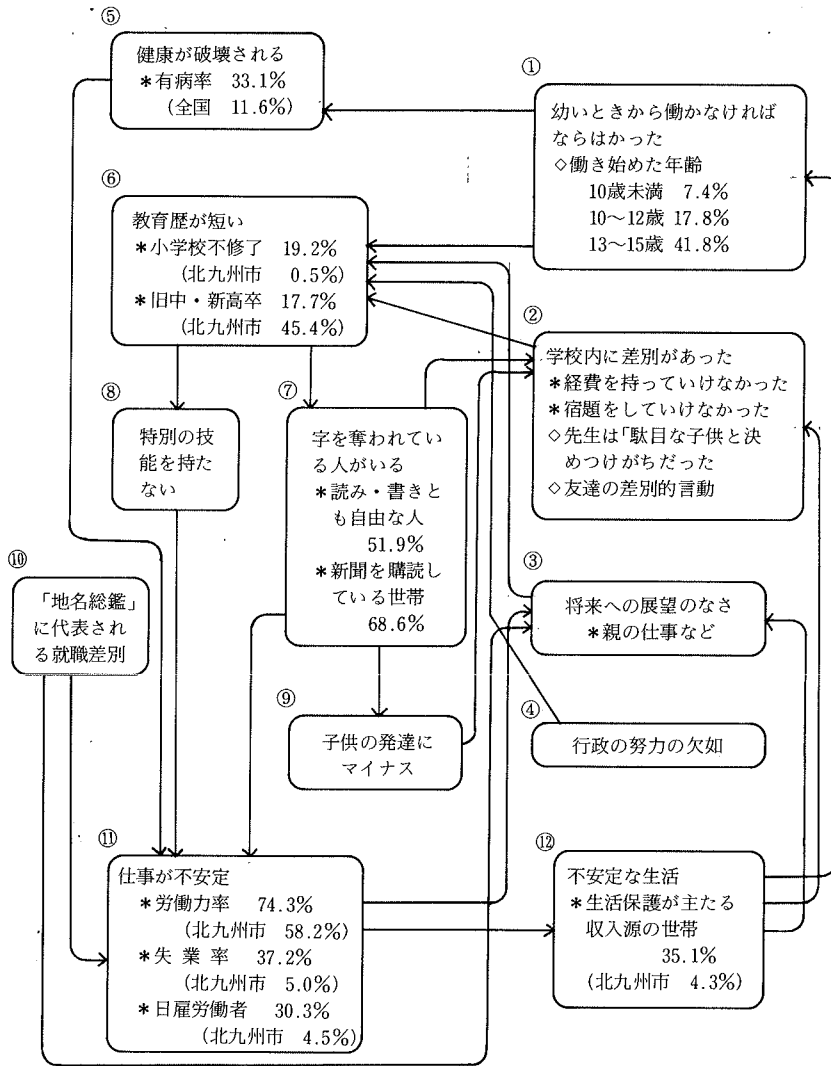 ⑤
健康が破壊される
＊有病率 33.1%
(全国 11.6%)
①
幼いときから働かなければ
ならはかった
◇働き始めた年齢
10歳未満 7.4%
10〜12歳 17.8%
13〜15歳 41.8%
⑥
教育歴が短い
＊小学校不修了 19.2%
(北九州市 0.5%)
＊旧中・新高卒 17.7%
(北九州市 45.4%)
②
学校内に差別があった
＊経費を持っていけなかった
＊宿題をしていけなかった
◇先生は「駄目な子供と決
めつけがちだった
◇友達の差別的言動
⑧
特別の技
能を持た
ない
⑦
字を奪われてい
る人がいる
＊読み・書きと
も自由な人
51.9%
＊新聞を購読し
ている世帯
68.6%
⑩
「地名総鑑」
に代表され
る就職差別
③
将来への展望のなさ
＊親の仕事など
⑨
子供の発達に
マイナス
④
行政の努力の欠如
⑪
仕事が不安定
＊労働力率 74.3%
(北九州市 58.2%)
＊失業率 37.2%
(北九州市 5.0%)
＊日雇労働者 30.3%
(北九州市 4.5%)
⑫
不安定な生活
＊生活保護が主たる
収入源の世帯
35.1%
(北九州市 4.3%)